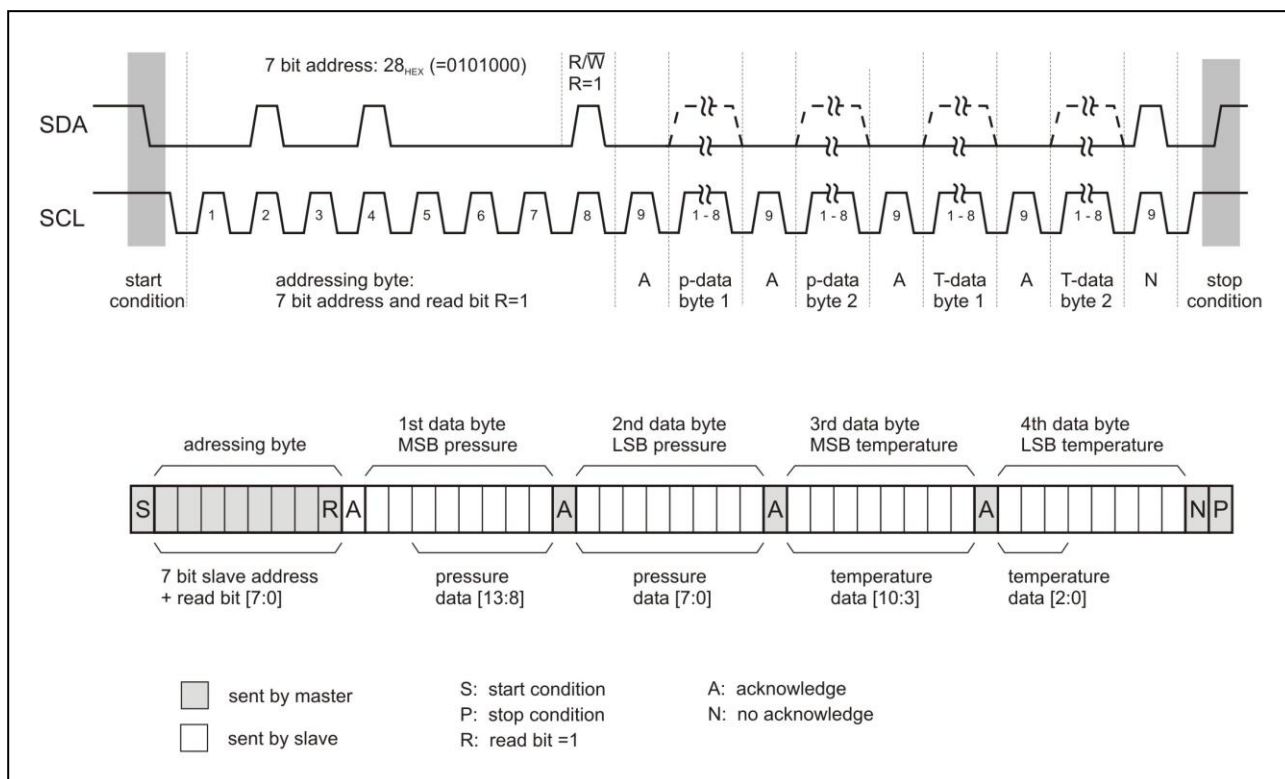 7 bit address: 28HEX (=0101000)
R/W̅
R=1
SDA
SCL
1 2 3 4 5 6 7 8 9 1 - 8 9 1 - 8 9 1 - 8 9 1 - 8 9
start
condition
addressing byte:
7 bit address and read bit R=1
A
p-data
byte 1
A
p-data
byte 2
A
T-data
byte 1
A
T-data
byte 2
N
stop
condition
adressing byte
1st data byte
MSB pressure
2nd data byte
LSB pressure
3rd data byte
MSB temperature
4th data byte
LSB temperature
S R A A A A N P
7 bit slave address
+ read bit [7:0]
pressure
data [13:8]
pressure
data [7:0]
temperature
data [10:3]
temperature
data [2:0]
sent by master
sent by slave
S: start condition
P: stop condition
R: read bit =1
A: acknowledge
N: no acknowledge